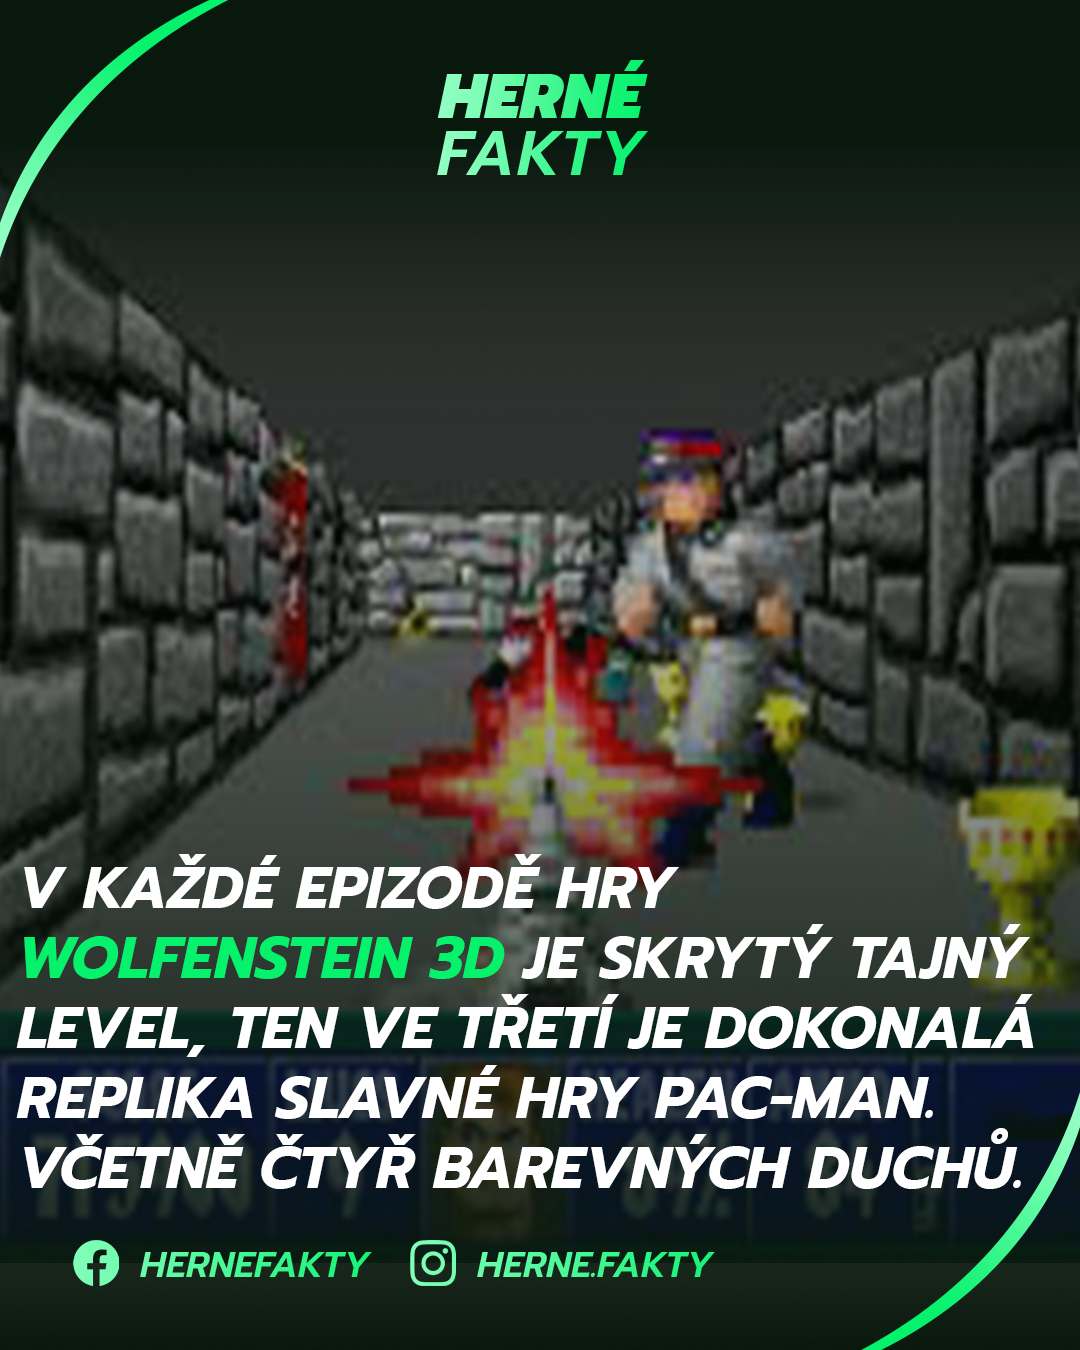 HERNÉ
FAKTY
V KAŽDÉ EPIZODĚ HRY
WOLFENSTEIN 3D JE SKRYTÝ TAJNÝ
LEVEL, TEN VE TŘETÍ JE DOKONALÁ
REPLIKA SLAVNÉ HRY PAC-MAN.
VČETNĚ ČTYŘ BAREVNÝCH DUCHŮ.
HERNEFAKTY HERNE.FAKTY